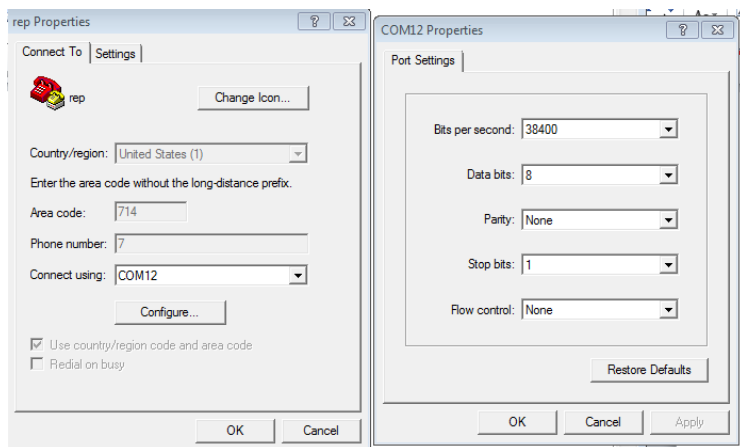 rep Properties
Connect To
Settings
rep
Change Icon...
Country/region:
United States (1)
Enter the area code without the long-distance prefix.
Area code:
714
Phone number:
7
Connect using:
COM12
Configure...
Use country/region code and area code
Redial on busy
OK
Cancel
COM12 Properties
Port Settings
Bits per second:
38400
Data bits:
8
Parity:
None
Stop bits:
1
Flow control:
None
Restore Defaults
OK
Cancel
Apply